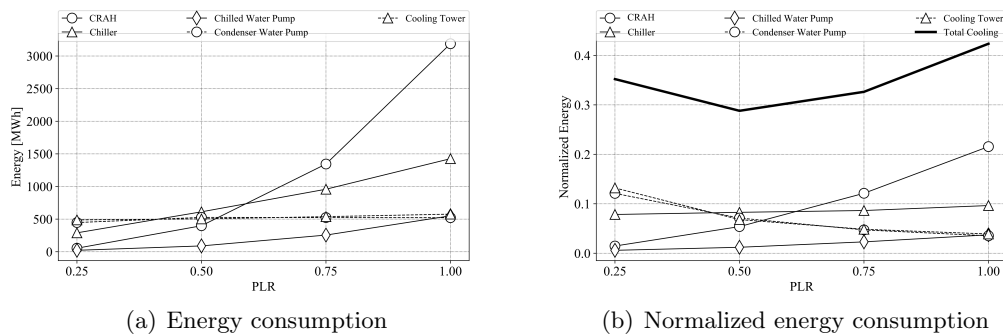 CRAH
Chiller
Chilled Water Pump
Condenser Water Pump
Cooling Tower
3000
2500
2000
1500
1000
500
0
Energy [MWh]
0.25 0.50 0.75 1.00
PLR
(a) Energy consumption
CRAH
Chiller
Chilled Water Pump
Condenser Water Pump
Cooling Tower
Total Cooling
0.4
0.3
0.2
0.1
0.0
Normalized Energy
0.25 0.50 0.75 1.00
PLR
(b) Normalized energy consumption